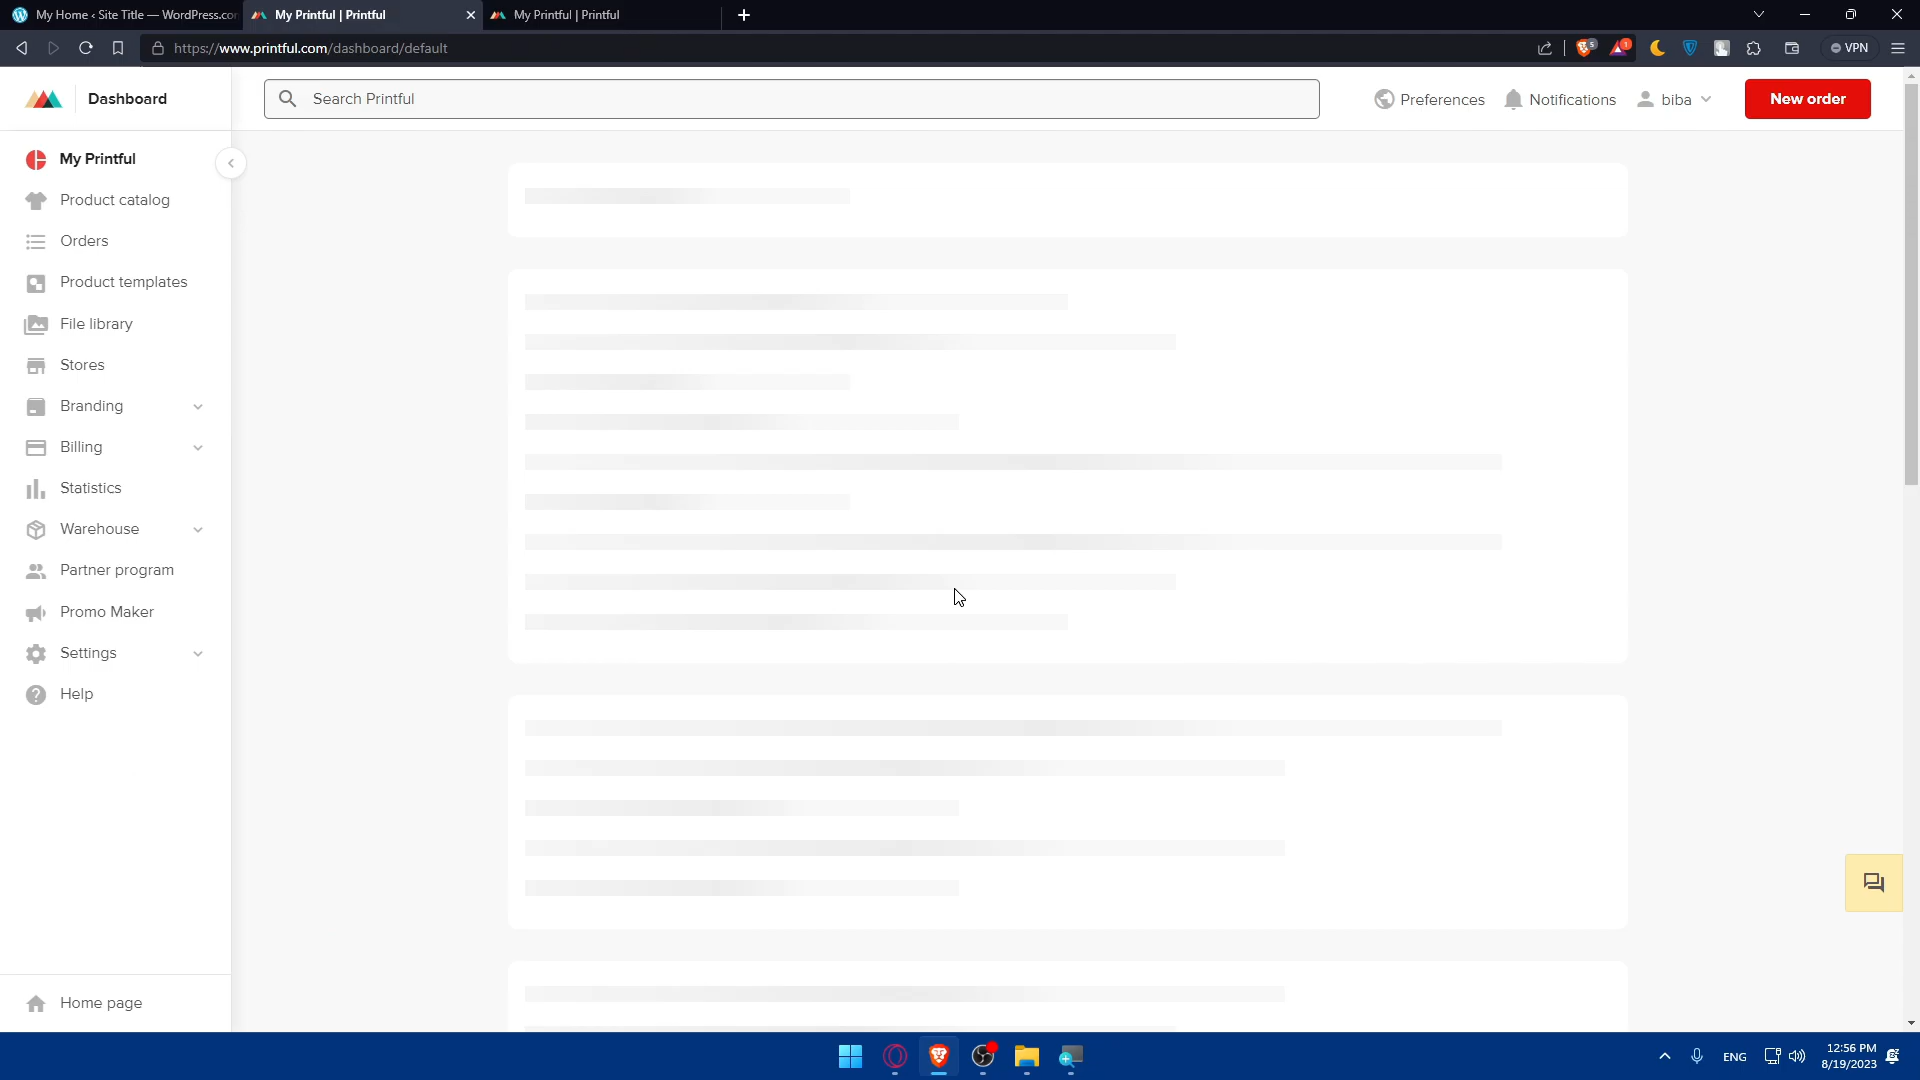 My Home ‹ Site Title — WordPress.com
My Printful | Printful
My Printful | Printful
https://www.printful.com/dashboard/default
5
1
VPN
Dashboard
Search Printful
Preferences
Notifications
biba
New order
My Printful
Product catalog
Orders
Product templates
File library
Stores
Branding
Billing
Statistics
Warehouse
Partner program
Promo Maker
Settings
Help
Home page
ENG
12:56 PM
8/19/2023